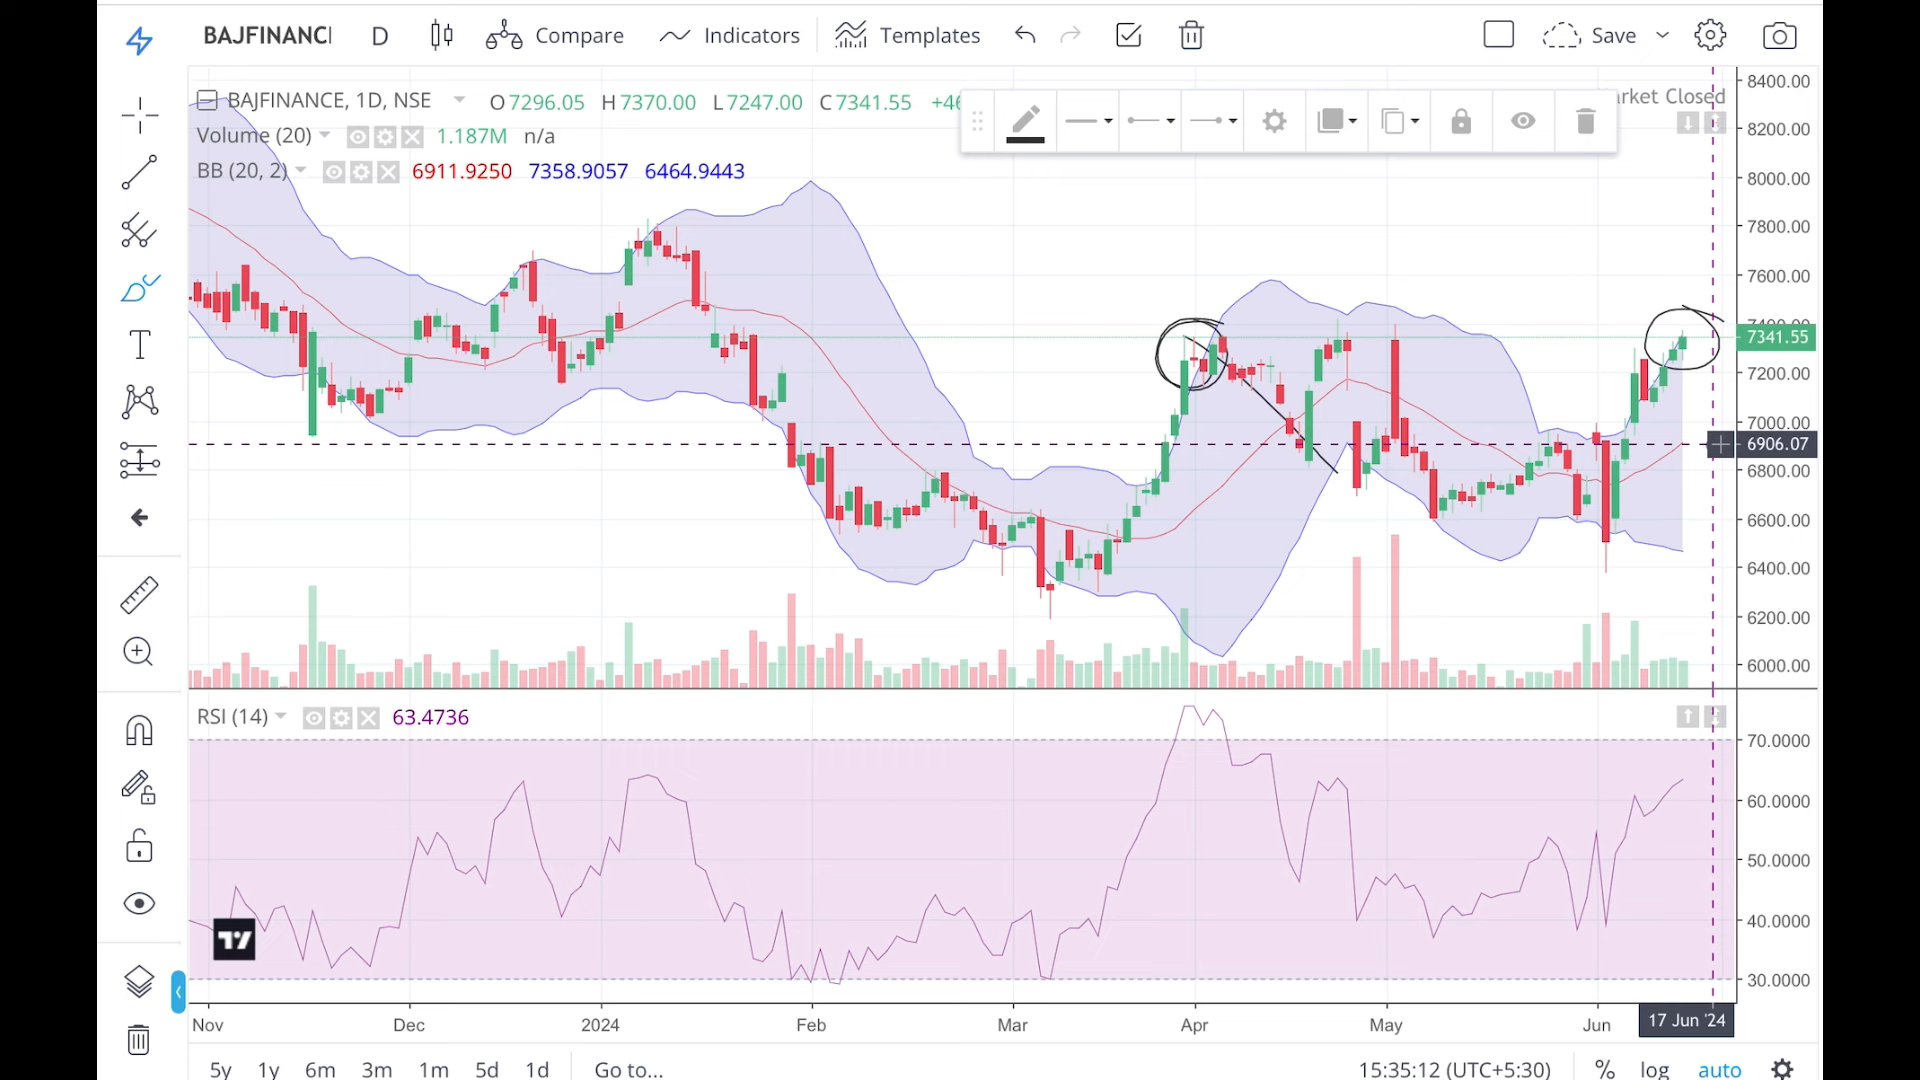 BAJFINANC
D
Compare
Indicators
Templates
Save
BAJFINANCE, 1D, NSE
O7296.05 H7370.00 L7247.00 C7341.55 +46
Market Closed
Volume (20)
1.187M n/a
BB (20, 2)
6911.9250 7358.9057 6464.9443
8400.00
8200.00
8000.00
7800.00
7600.00
7400.00
7341.55
7200.00
7000.00
6906.07
6800.00
6600.00
6400.00
6200.00
6000.00
RSI (14)
63.4736
70.0000
60.0000
50.0000
40.0000
30.0000
Nov Dec 2024 Feb Mar Apr May Jun 17 Jun '24
5y 1y 6m 3m 1m 5d 1d Go to... 15:35:12 (UTC+5:30) % log auto